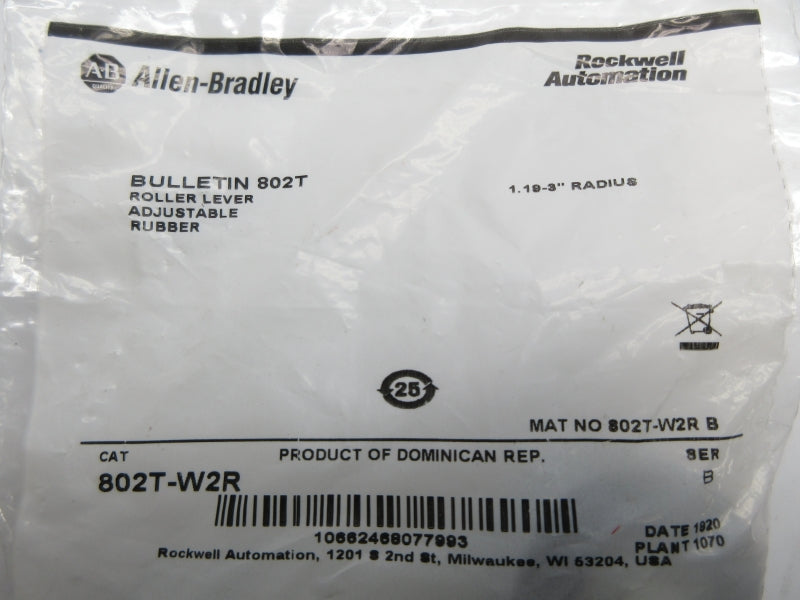 A-B
QUALITY
Allen-Bradley
Rockwell
Automation
BULLETIN 802T
ROLLER LEVER
ADJUSTABLE
RUBBER
1.19-3" RADIUS
25
MAT NO 802T-W2R B
CAT
PRODUCT OF DOMINICAN REP.
SER
802T-W2R
B
10662468077993
DATE 1920
PLANT 1070
Rockwell Automation, 1201 S 2nd St, Milwaukee, WI 53204, USA